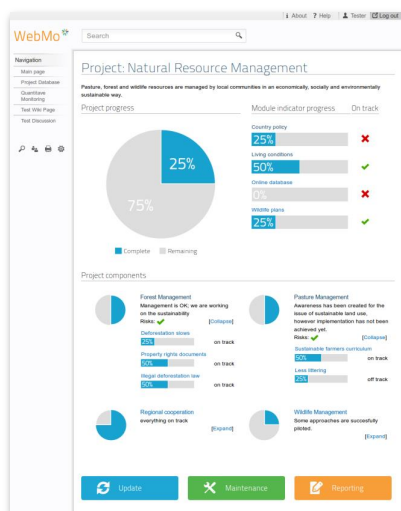 About ? Help Tester Log out
WebMo
Search
Navigation
Main page
Project Database
Quantitave
Monitoring
Test Wiki Page
Test Discussion
Project: Natural Resource Management
Pasture, forest and wildlife resources are managed by local communities in an economically, socially and environmentally
sustainable way.
Project progress
25%
75%
Complete Remaining
Module indicator progress On track
Country policy
25%
Living conditions
50%
Online database
0%
Wildlife plans
25%
Project components
Forest Management
Management is OK; we are working
on the sustainability
Risks: [Collapse]
Deforestation slows
25% on track
Property rights documents
50% on track
Illegal deforestation law
50% on track
Pasture Management
Awareness has been created for the
issue of sustainable land use,
however implementation has not been
achieved yet.
Risks: [Collapse]
Sustainable farmers curriculum
50% on track
Less littering
25% off track
Regional cooperation
everything on track
[Expand]
Wildlife Management
Some approaches are succesfully
piloted.
[Expand]
Update Maintenance Reporting